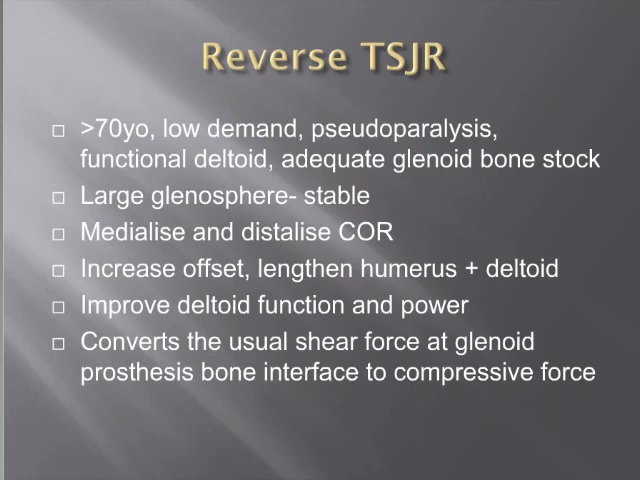 Reverse TSJR
>70yo, low demand, pseudoparalysis,
functional deltoid, adequate glenoid bone stock
Large glenosphere- stable
Medialise and distalise COR
Increase offset, lengthen humerus + deltoid
Improve deltoid function and power
Converts the usual shear force at glenoid
prosthesis bone interface to compressive force